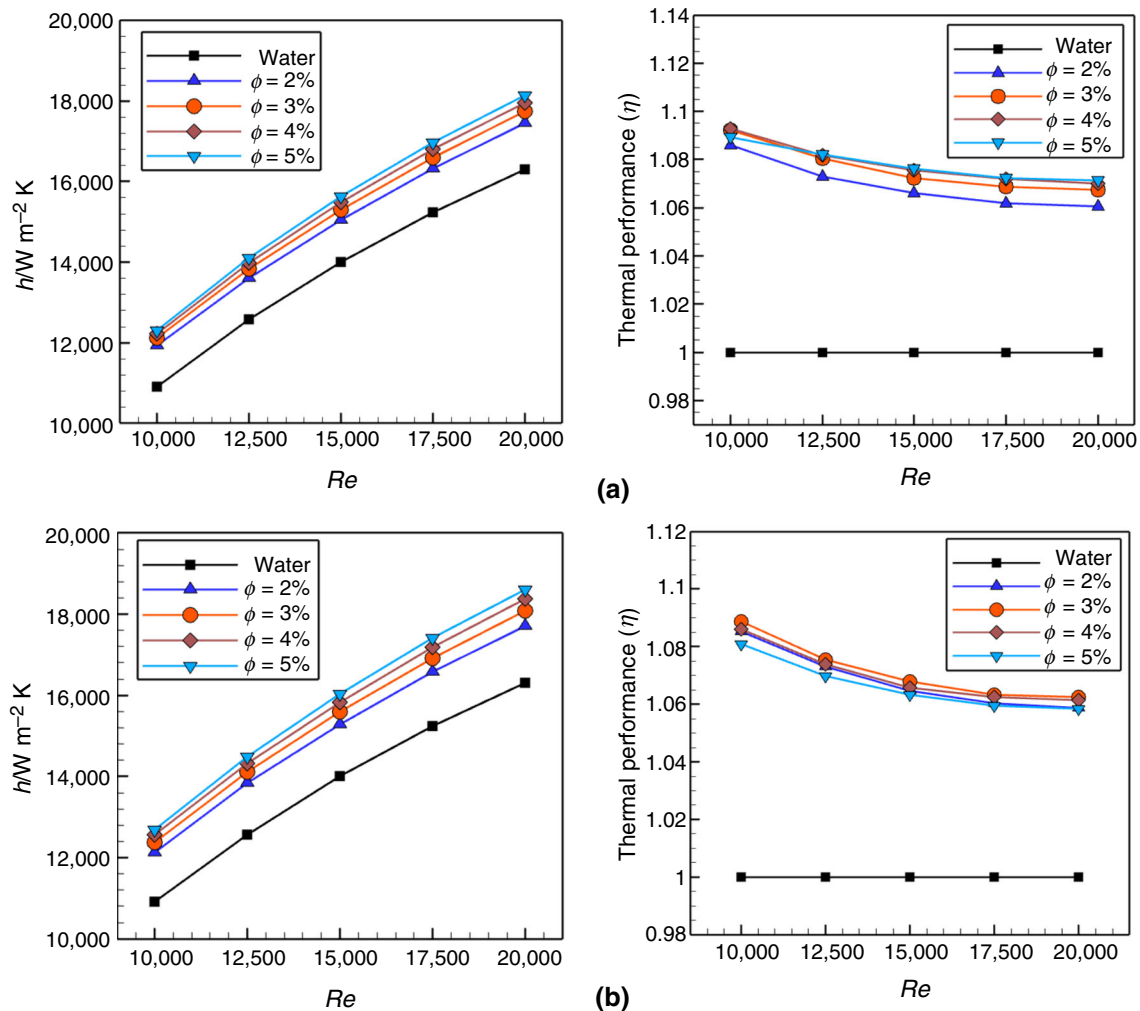 20,000
18,000
16,000
14,000
12,000
10,000
h/W m⁻² K
Water
ϕ = 2%
ϕ = 3%
ϕ = 4%
ϕ = 5%
10,000 12,500 15,000 17,500 20,000
Re
1.14
1.12
1.1
1.08
1.06
1.04
1.02
1
0.98
Thermal performance (η)
Water
ϕ = 2%
ϕ = 3%
ϕ = 4%
ϕ = 5%
10,000 12,500 15,000 17,500 20,000
Re
(a)
20,000
18,000
16,000
14,000
12,000
10,000
h/W m⁻² K
Water
ϕ = 2%
ϕ = 3%
ϕ = 4%
ϕ = 5%
10,000 12,500 15,000 17,500 20,000
Re
1.12
1.1
1.08
1.06
1.04
1.02
1
0.98
Thermal performance (η)
Water
ϕ = 2%
ϕ = 3%
ϕ = 4%
ϕ = 5%
10,000 12,500 15,000 17,500 20,000
Re
(b)